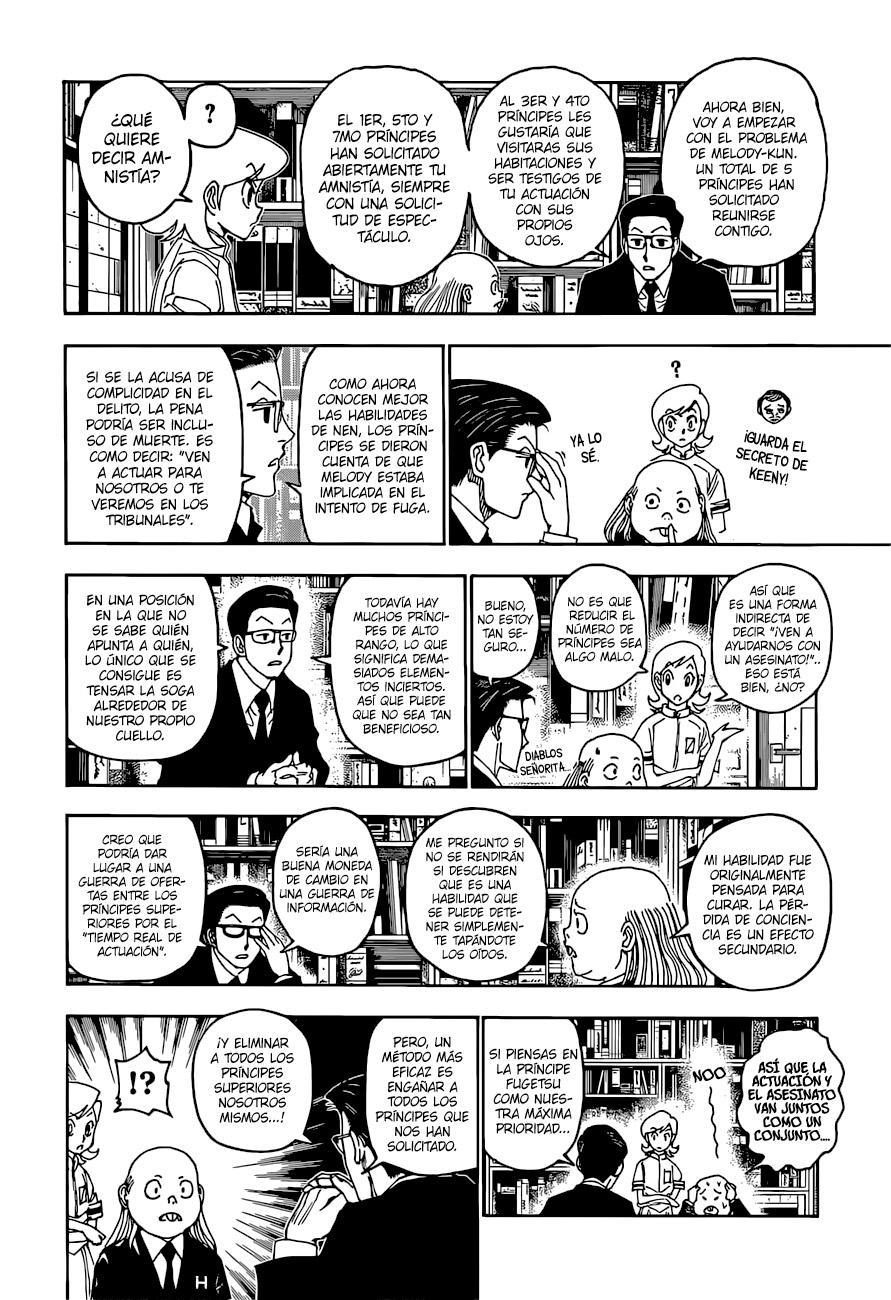 AHORA BIEN,
VOY A EMPEZAR
CON EL PROBLEMA
DE MELODY-KUN.
UN TOTAL DE 5
PRÍNCIPES HAN
SOLICITADO
REUNIRSE
CONTIGO.
AL 3ER Y 4TO
PRÍNCIPES LES
GUSTARÍA QUE
VISITARAS SUS
HABITACIONES Y
SER TESTIGOS DE
TU ACTUACIÓN
CON SUS
PROPIOS
OJOS.
EL 1ER, 5TO Y
7MO PRÍNCIPES
HAN SOLICITADO
ABIERTAMENTE TU
AMNISTÍA, SIEMPRE
CON UNA SOLICI-
TUD DE ESPEC-
TÁCULO.
?
¿QUÉ
QUIERE
DECIR AM-
NISTÍA?
?
¡GUARDA EL
SECRETO DE
KEENY!
YA LO
SÉ.
COMO AHORA
CONOCEN MEJOR
LAS HABILIDADES
DE NEN, LOS PRÍN-
CIPES SE DIERON
CUENTA DE QUE
MELODY ESTABA
IMPLICADA EN EL
INTENTO DE FUGA.
SI SE LA ACUSA DE
COMPLICIDAD EN EL
DELITO, LA PENA
PODRÍA SER INCLU-
SO DE MUERTE. ES
COMO DECIR: "VEN
A ACTUAR PARA
NOSOTROS O TE
VEREMOS EN LOS
TRIBUNALES".
ASÍ QUE
ES UNA FORMA
INDIRECTA DE
DECIR "¡VEN A
AYUDARNOS CON
UN ASESINATO!"..
ESO ESTÁ
BIEN, ¿NO?
NO ES QUE
REDUCIR EL
NÚMERO DE
PRÍNCIPES SEA
ALGO MALO.
BUENO,
NO ESTOY
TAN SE-
GURO...
DIABLOS
SEÑORITA...
TODAVÍA HAY
MUCHOS PRÍNCI-
PES DE ALTO
RANGO, LO QUE
SIGNIFICA DEMA-
SIADOS ELEMEN-
TOS INCIERTOS.
ASÍ QUE PUEDE
QUE NO SEA TAN
BENEFICIOSO.
EN UNA POSICIÓN
EN LA QUE NO
SE SABE QUIÉN
APUNTA A QUIÉN,
LO ÚNICO QUE SE
CONSIGUE ES
TENSAR LA SOGA
ALREDEDOR DE
NUESTRO PROPIO
CUELLO.
MI HABILIDAD FUE
ORIGINALMENTE
PENSADA PARA
CURAR. LA PÉR-
DIDA DE CONCIEN-
CIA ES UN EFECTO
SECUNDARIO.
ME PREGUNTO SI
NO SE RENDIRÁN
SI DESCUBREN
QUE ES UNA
HABILIDAD QUE
SE PUEDE DETE-
NER SIMPLEMEN-
TE TAPÁNDOTE
LOS OÍDOS.
SERÍA UNA
BUENA MONEDA
DE CAMBIO EN
UNA GUERRA DE
INFORMACIÓN.
CREO QUE
PODRÍA DAR
LUGAR A UNA
GUERRA DE OFER-
TAS ENTRE LOS
PRÍNCIPES SUPE-
RIORES POR EL
"TIEMPO REAL DE
ACTUACIÓN".
ASÍ QUE LA
ACTUACIÓN Y
EL ASESINATO
VAN JUNTOS
COMO UN
CONJUNTO....
NOO
SI PIENSAS EN
LA PRÍNCIPE
FUGETSU
COMO NUES-
TRA MÁXIMA
PRIORIDAD...
PERO, UN
MÉTODO MÁS
EFICAZ ES
ENGAÑAR A
TODOS LOS
PRÍNCIPES QUE
NOS HAN
SOLICITADO.
¡Y ELIMINAR
A TODOS LOS
PRÍNCIPES
SUPERIORES
NOSOTROS
MISMOS...!
!?
H